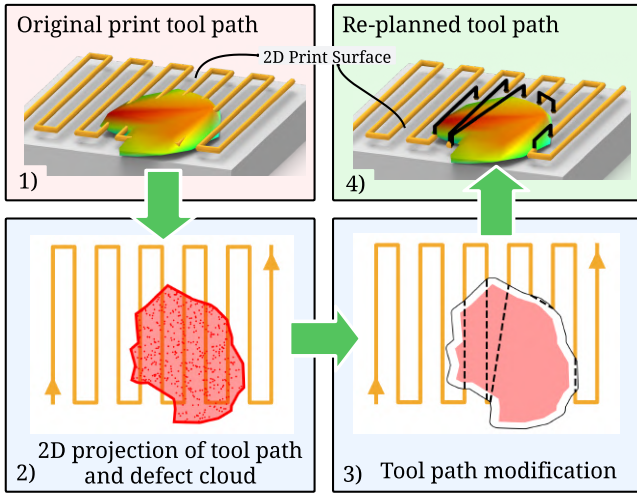 Original print tool path
Re-planned tool path
2D Print Surface
1)
4)
2D projection of tool path
and defect cloud
2)
3)
Tool path modification